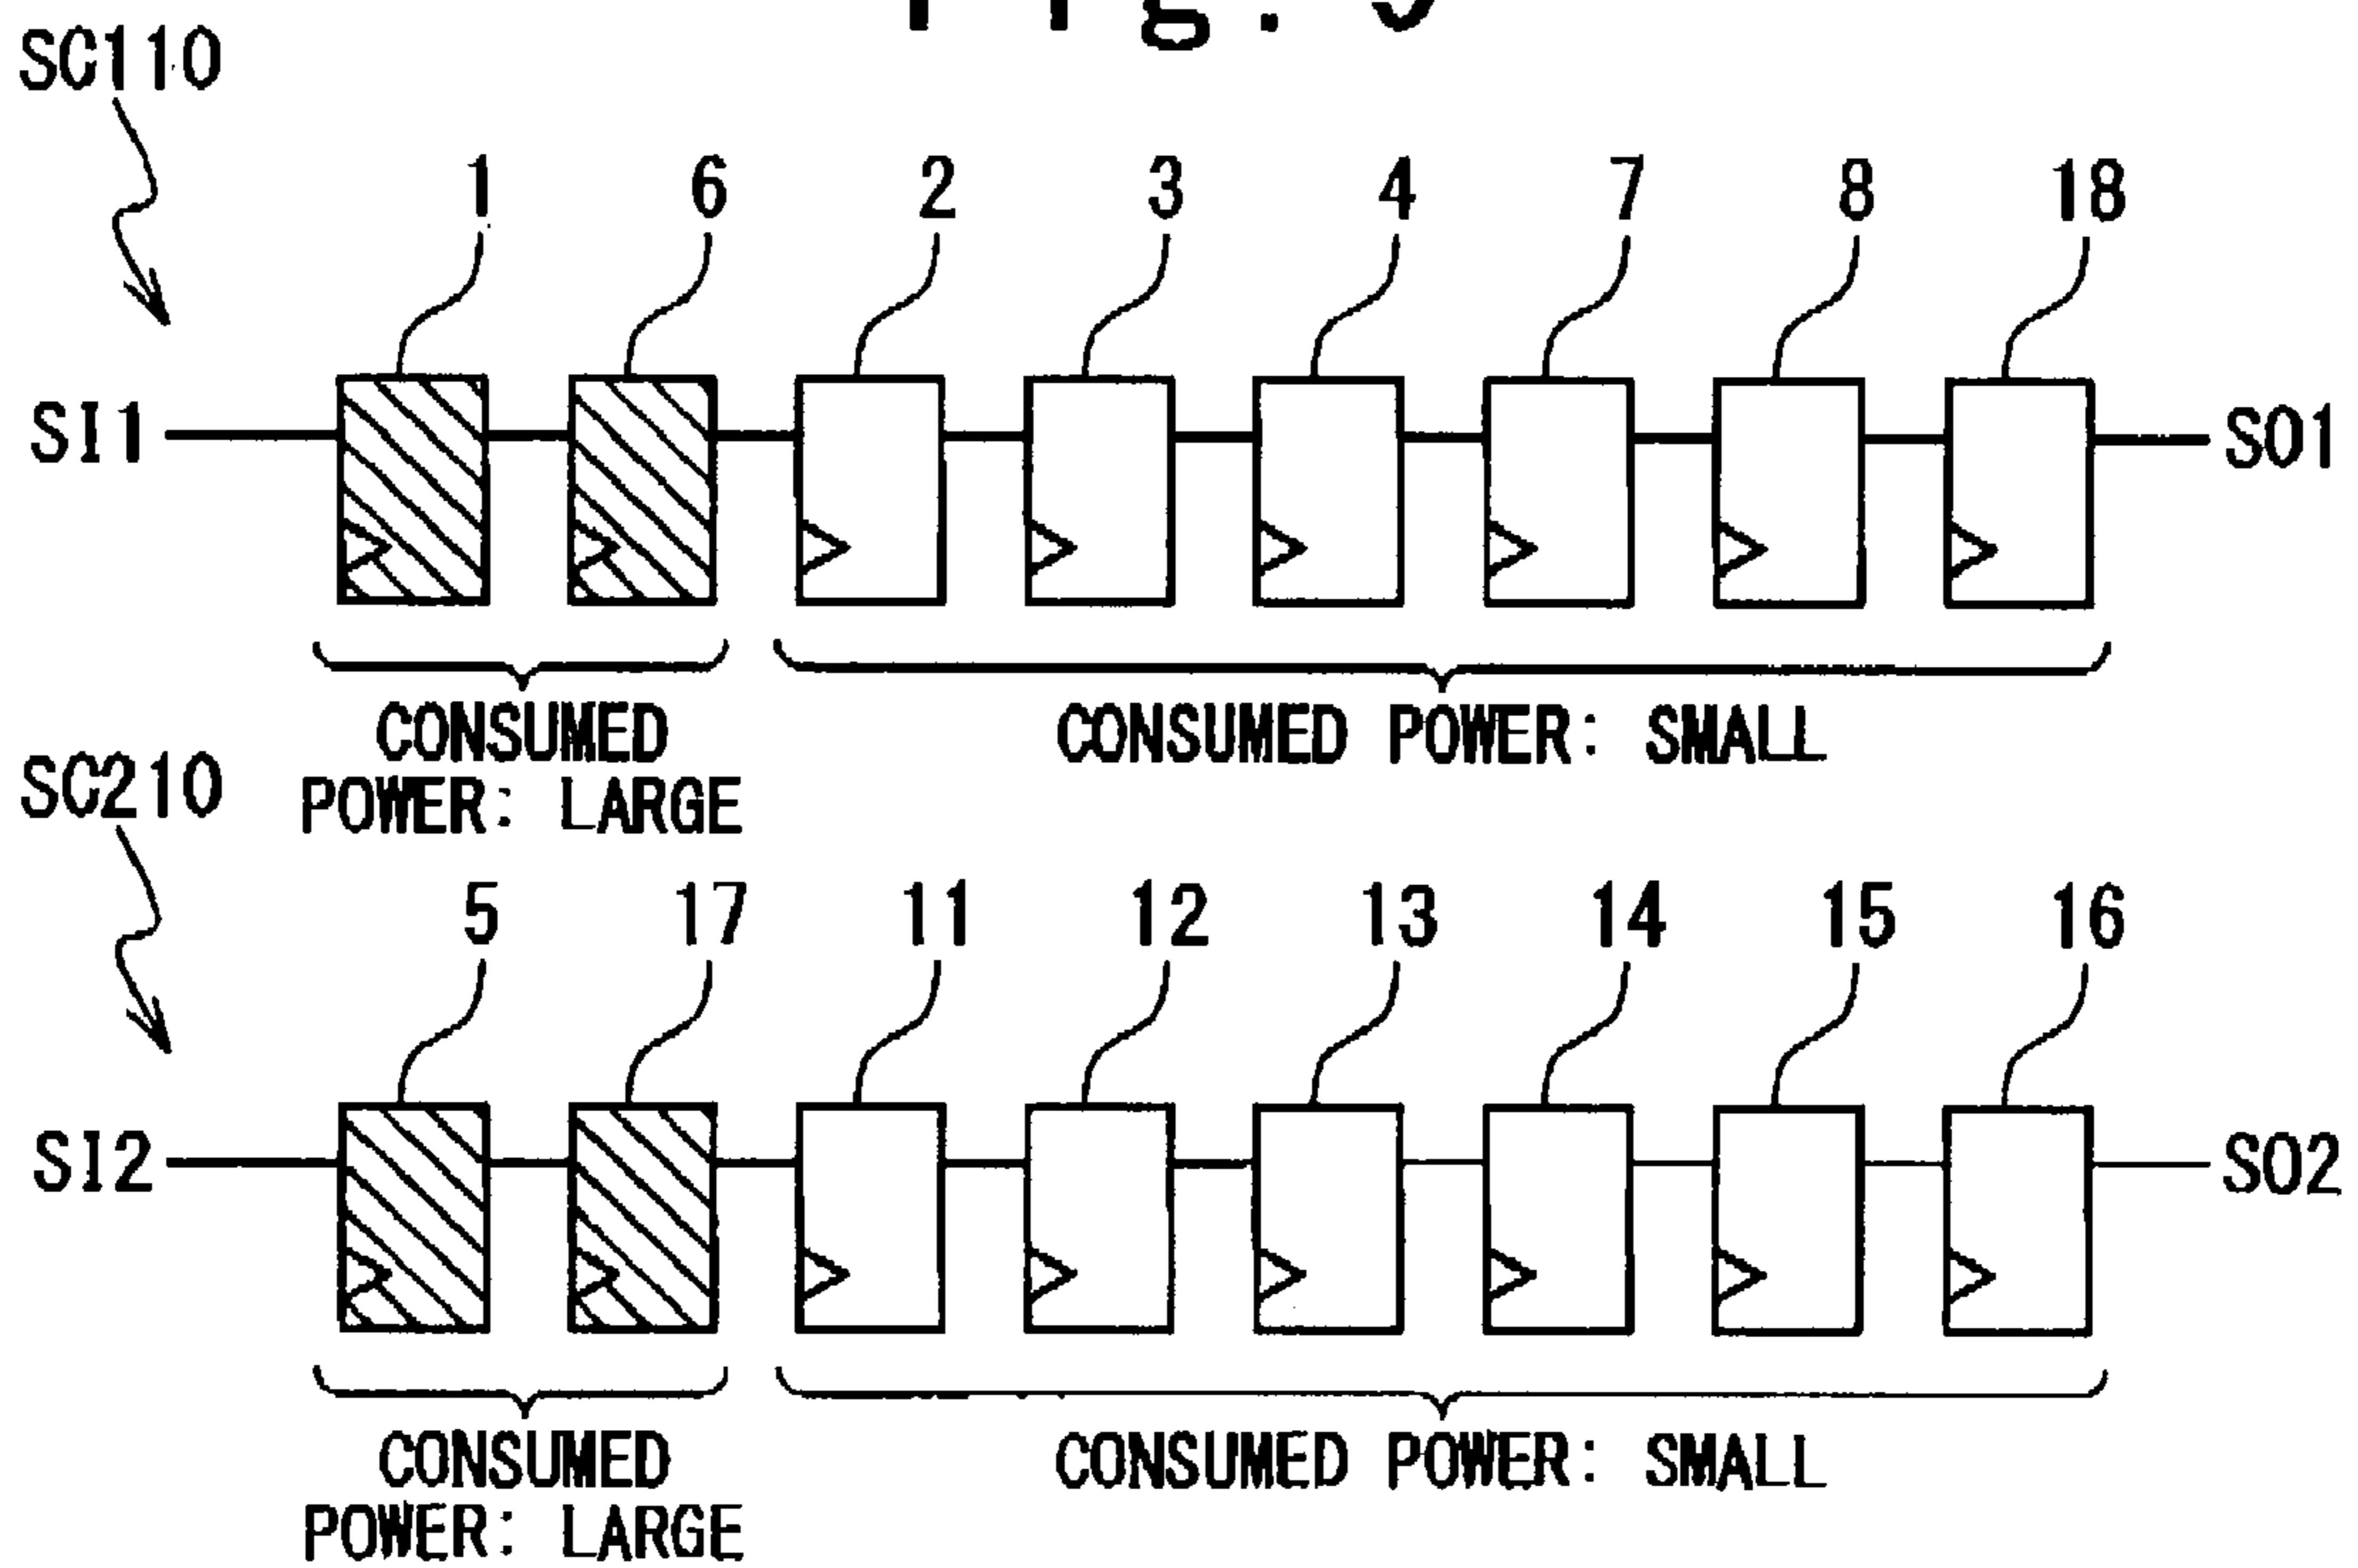 SC110
1 6 2 3 4 7 8 18
SI1 SO1
CONSUMED
POWER: LARGE
CONSUMED POWER: SMALL
SC210
5 17 11 12 13 14 15 16
SI2 SO2
CONSUMED
POWER: LARGE
CONSUMED POWER: SMALL